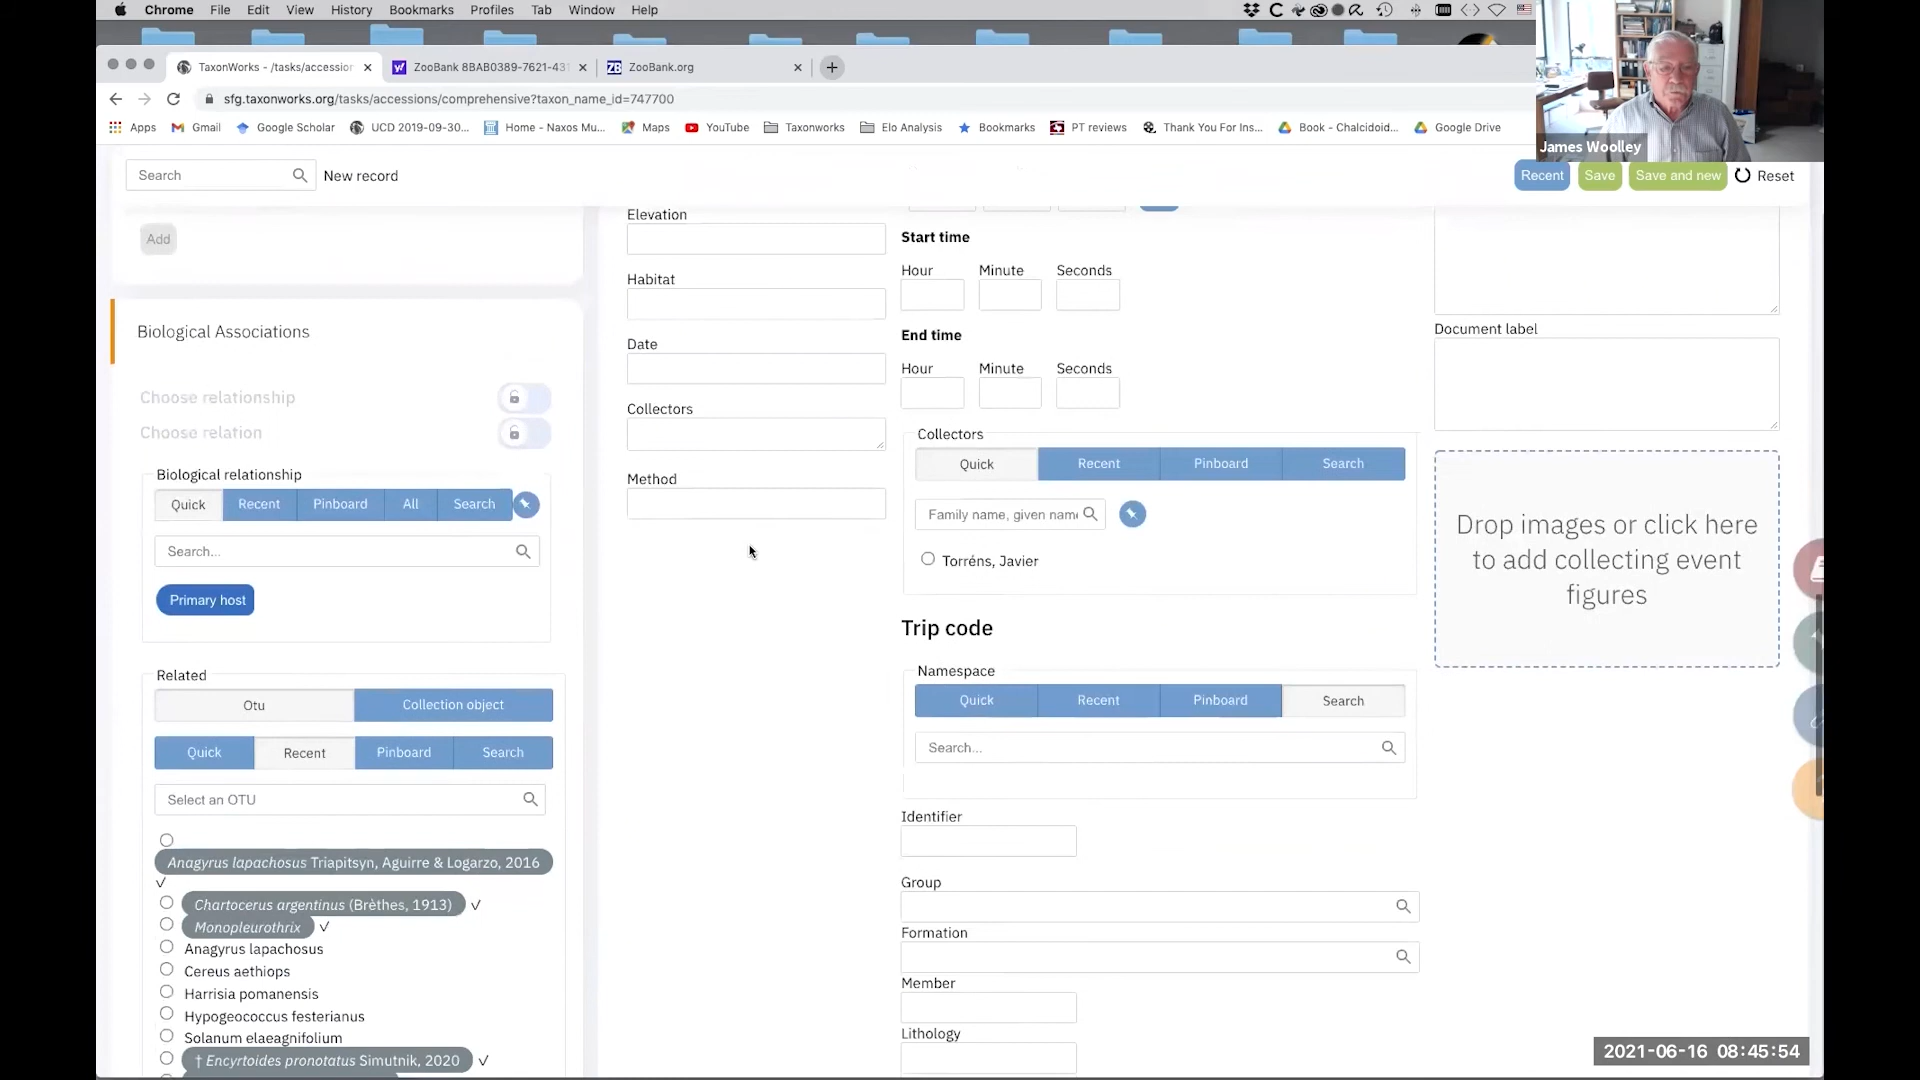 Chrome File Edit View History Bookmarks Profiles Tab Window Help
TaxonWorks - /tasks/accession
ZooBank 8BAB0389-7621-431
ZooBank.org
sfg.taxonworks.org/tasks/accessions/comprehensive?taxon_name_id=747700
Apps Gmail Google Scholar UCD 2019-09-30... Home - Naxos Mu... Maps YouTube Taxonworks Elo Analysis Bookmarks PT reviews Thank You For Ins... Book - Chalcidoid... Google Drive
James Woolley
Search
New record
Recent
Save
Save and new
Reset
Add
Biological Associations
Choose relationship
Choose relation
Biological relationship
Quick Recent Pinboard All Search
Search...
Primary host
Related
Otu Collection object
Quick Recent Pinboard Search
Select an OTU
Anagyrus lapachosus Triapitsyn, Aguirre & Logarzo, 2016
✓
Chartocerus argentinus (Brèthes, 1913) ✓
Monopleurothrix ✓
Anagyrus lapachosus
Cereus aethiops
Harrisia pomanensis
Hypogeococcus festerianus
Solanum elaeagnifolium
† Encyrtoides pronotatus Simutnik, 2020 ✓
Elevation
Habitat
Date
Collectors
Method
Start time
Hour Minute Seconds
End time
Hour Minute Seconds
Collectors
Quick Recent Pinboard Search
Family name, given name
Torréns, Javier
Trip code
Namespace
Quick Recent Pinboard Search
Search...
Identifier
Group
Formation
Member
Lithology
Document label
Drop images or click here
to add collecting event
figures
2021-06-16 08:45:54